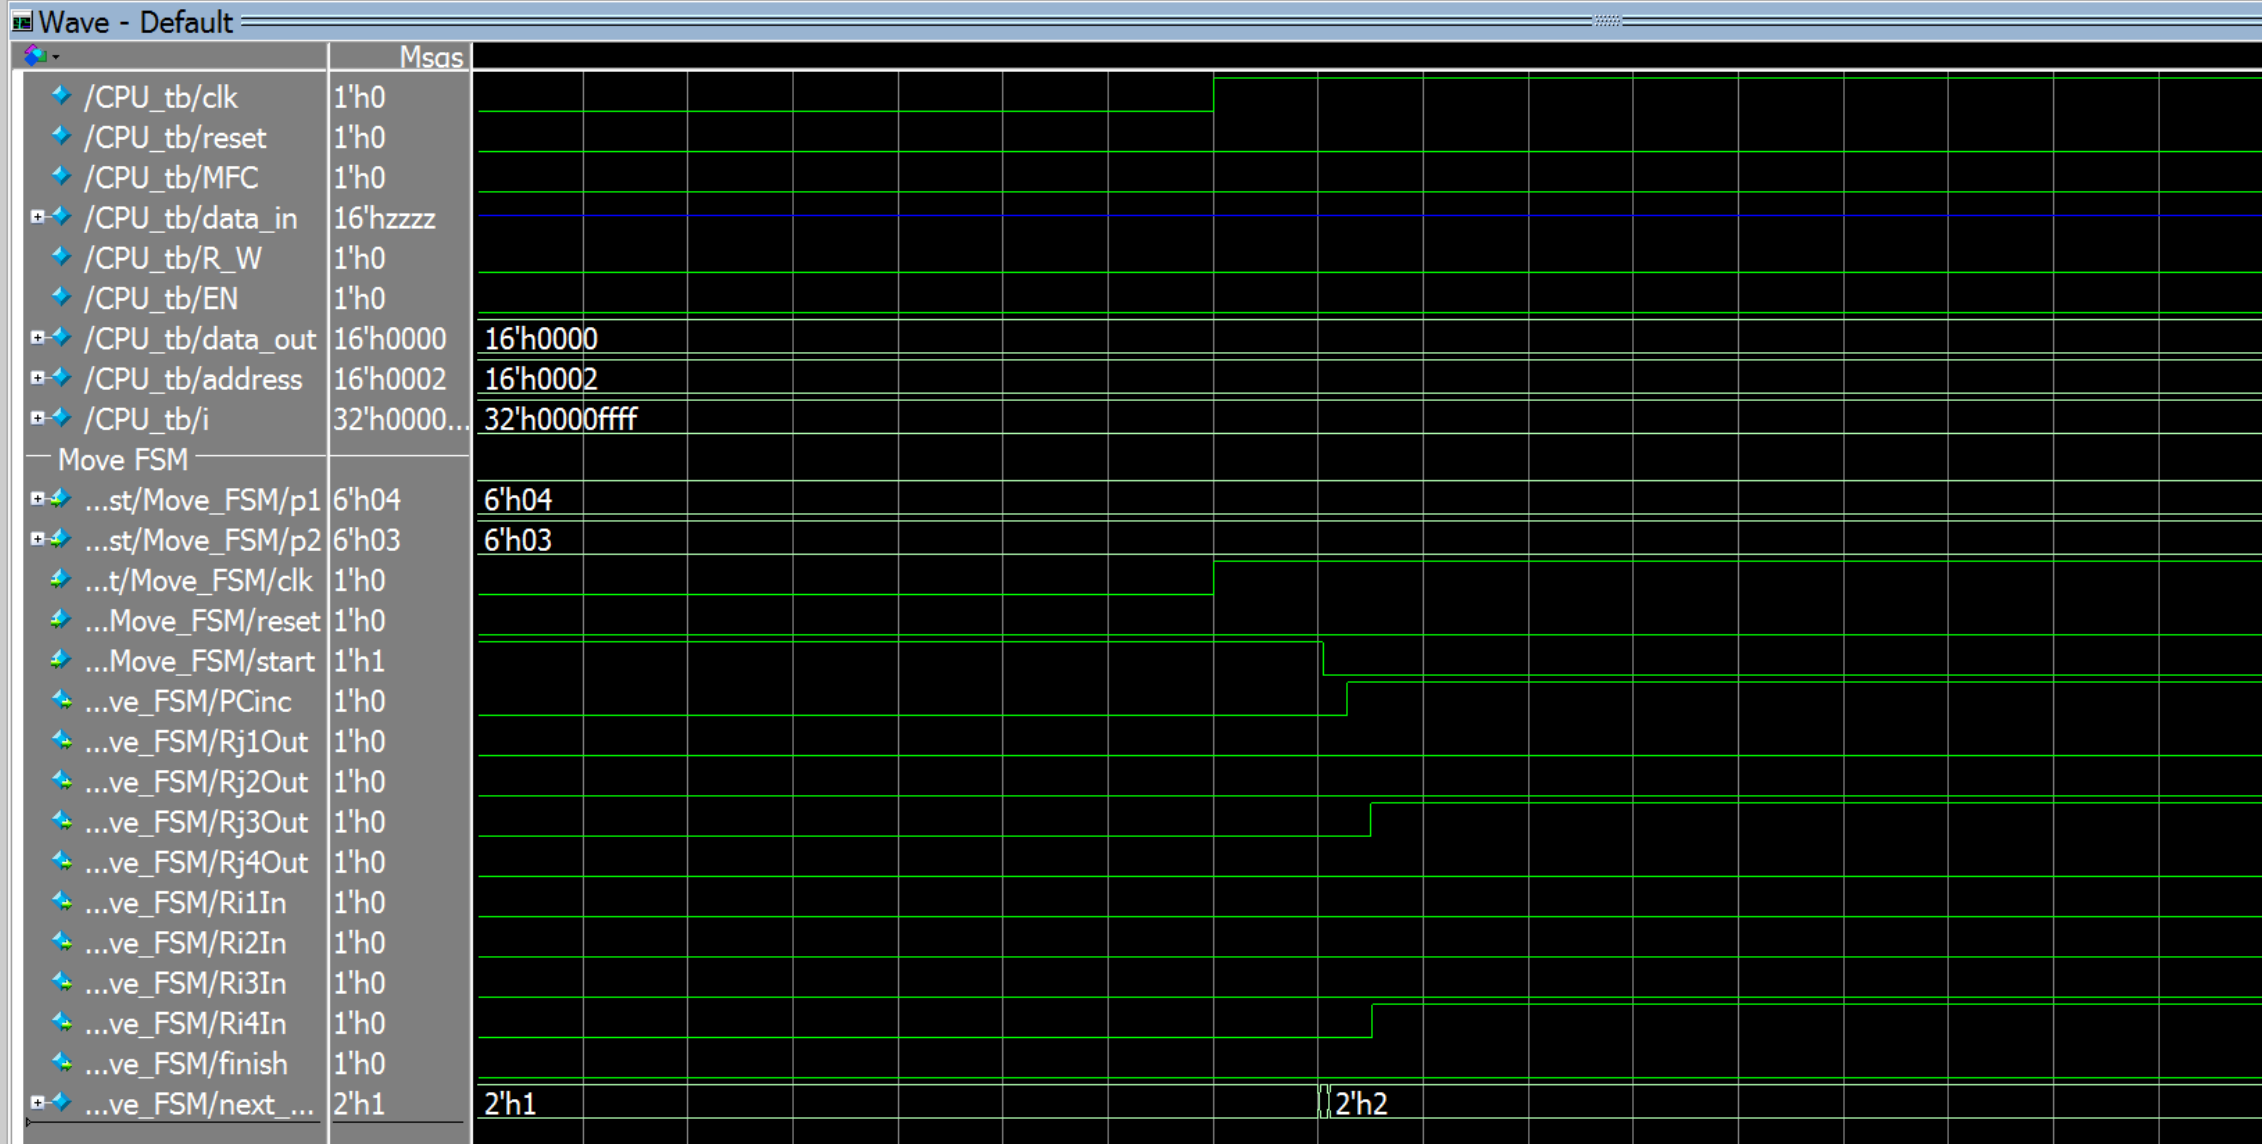 Wave - Default
Msgs
/CPU_tb/clk 1'h0
/CPU_tb/reset 1'h0
/CPU_tb/MFC 1'h0
/CPU_tb/data_in 16'hzzzz
/CPU_tb/R_W 1'h0
/CPU_tb/EN 1'h0
/CPU_tb/data_out 16'h0000 16'h0000
/CPU_tb/address 16'h0002 16'h0002
/CPU_tb/i 32'h0000... 32'h0000ffff
Move FSM
...st/Move_FSM/p1 6'h04 6'h04
...st/Move_FSM/p2 6'h03 6'h03
...t/Move_FSM/clk 1'h0
...Move_FSM/reset 1'h0
...Move_FSM/start 1'h1
...ve_FSM/PCinc 1'h0
...ve_FSM/Rj1Out 1'h0
...ve_FSM/Rj2Out 1'h0
...ve_FSM/Rj3Out 1'h0
...ve_FSM/Rj4Out 1'h0
...ve_FSM/Ri1In 1'h0
...ve_FSM/Ri2In 1'h0
...ve_FSM/Ri3In 1'h0
...ve_FSM/Ri4In 1'h0
...ve_FSM/finish 1'h0
...ve_FSM/next_... 2'h1 2'h1 2'h2